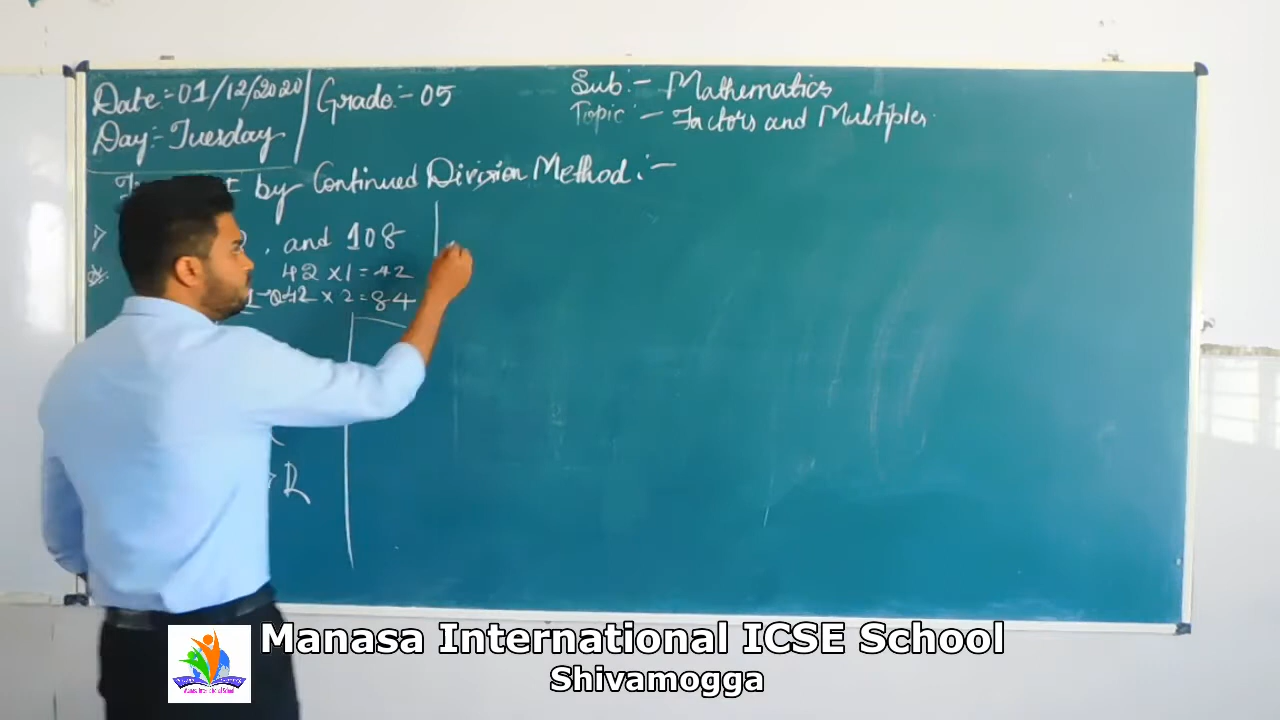 Date:-01/12/2020
Grade:-05
Day:-Tuesday
Sub:- Mathematics
Topic:- Factors and Multiples
by Continued Division Method:-
, and 108
42 x 1 = 42
x 2 = 84
R
Manasa International ICSE School
Shivamogga